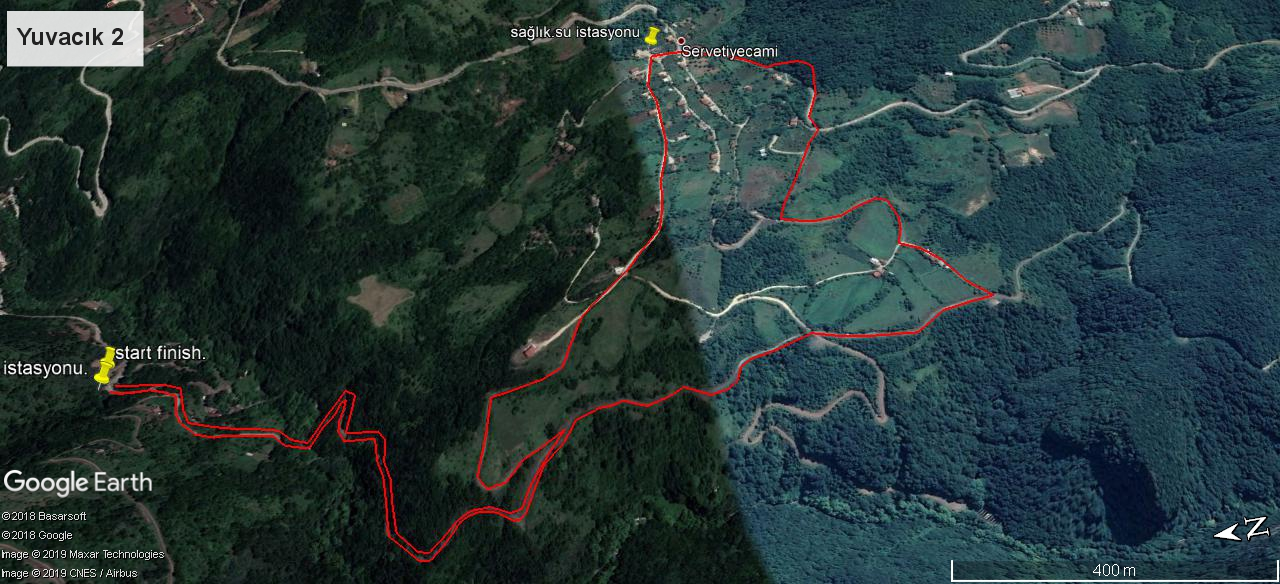 Yuvacık 2
sağlık.su istasyonu
Servetiyecami
start finish.
istasyonu.
Google Earth
©2018 Basarsoft
©2018 Google
Image © 2019 Maxar Technologies
Image © 2019 CNES / Airbus
N
400 m